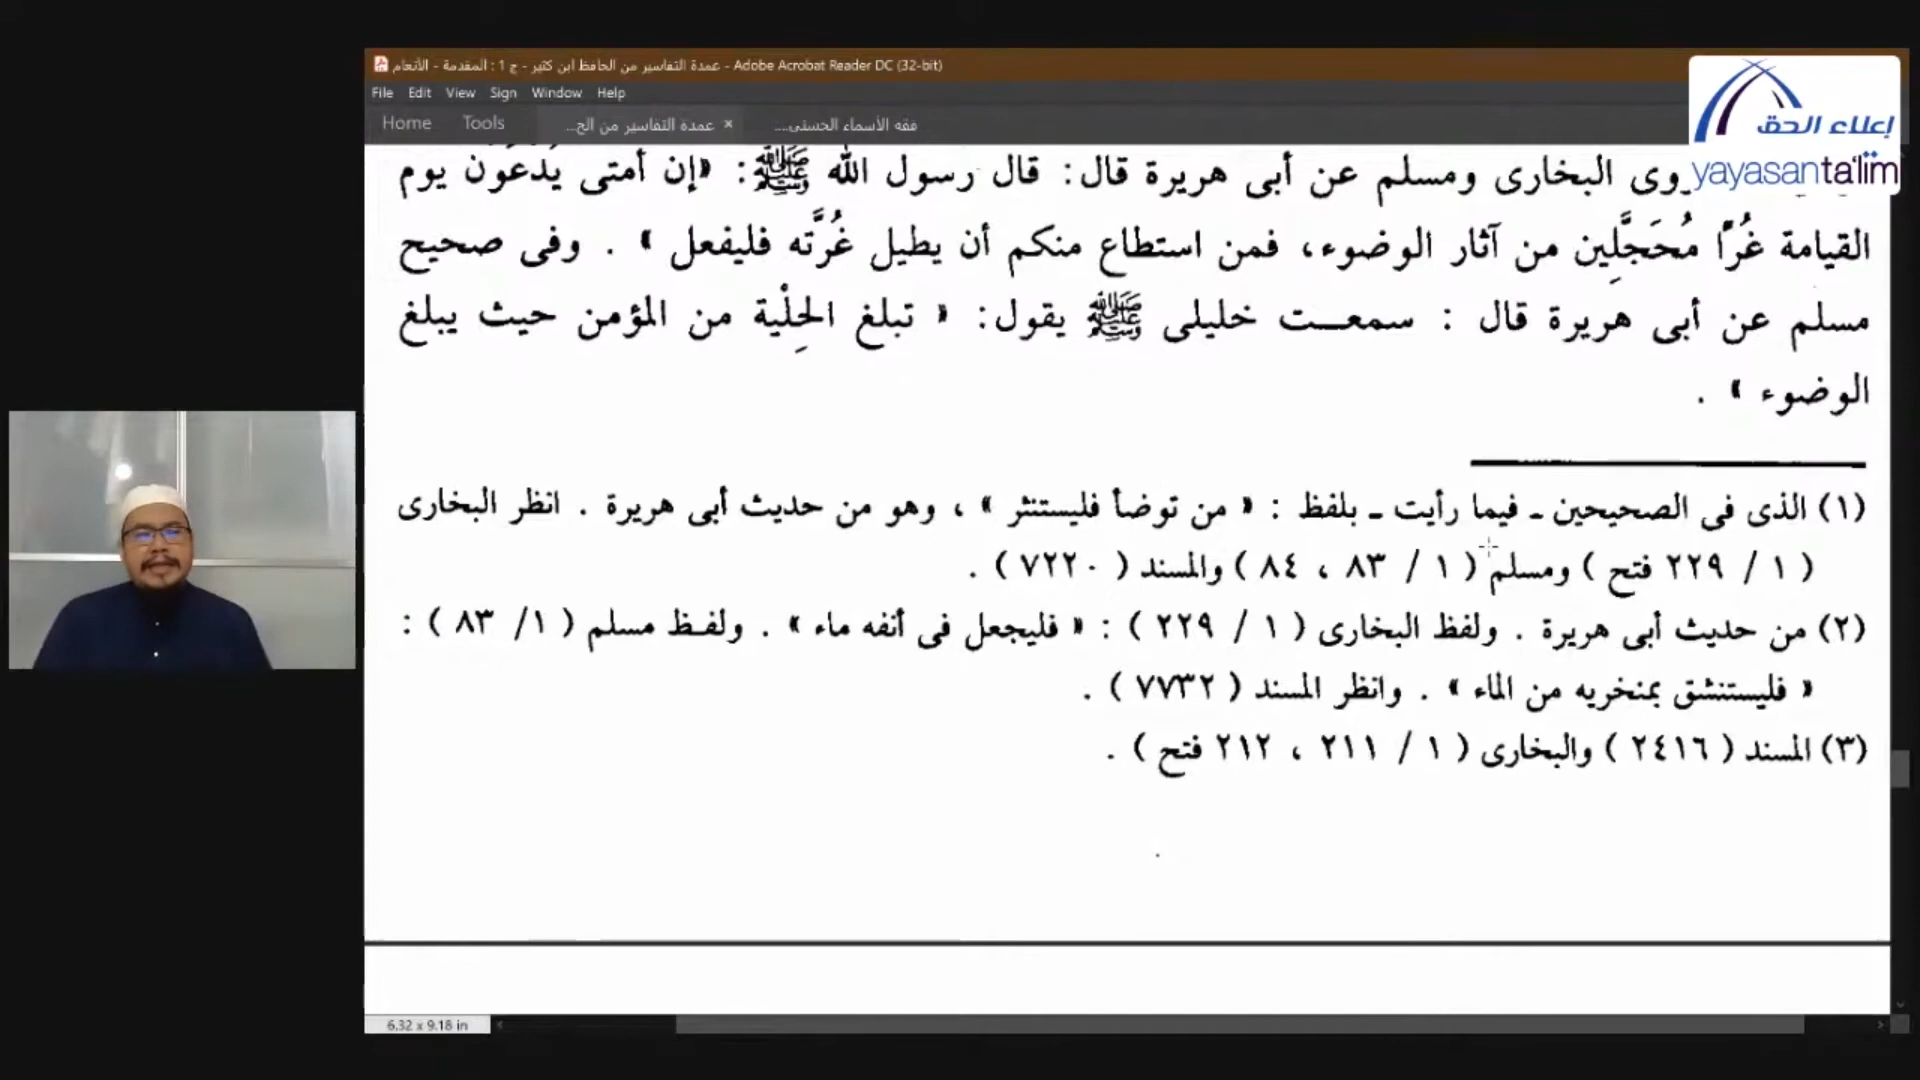 عمدة التفاسير من الحافظ ابن كثير - ج 1 : المقدمة - الأنعام - Adobe Acrobat Reader DC (32-bit)
File Edit View Sign Window Help
Home Tools عمدة التفاسير من الح... × فقه الأسماء الحسنى....
إعلاء الحق
yayasanta'lim
وى البخارى ومسلم عن أبى هريرة قال: قال رسول الله ﷺ: «إن أمتى يُدعَون يوم
القيامة غُرًّا مُحَجَّلِين من آثار الوضوء، فمن استطاع منكم أن يطيل غُرَّته فليفعل » . وفى صحيح
مسلم عن أبى هريرة قال : سمعت خليلى ﷺ يقول: « تبلغ الحِلْية من المؤمن حيث يبلغ
الوضوء » .
(١) الذى فى الصحيحين ـ فيما رأيت ـ بلفظ : « من توضأ فليستنثر » ، وهو من حديث أبى هريرة . انظر البخارى
( ١ / ٢٢٩ فتح ) ومسلم ( ١ / ٨٣ ، ٨٤ ) والمسند ( ٧٢٢٠ ) .
(٢) من حديث أبى هريرة . ولفظ البخارى ( ١ / ٢٢٩ ) : « فليجعل فى أنفه ماء » . ولفظ مسلم ( ١/ ٨٣ ) :
« فليستنشق بمنخريه من الماء » . وانظر المسند ( ٧٧٣٢ ) .
(٣) المسند ( ٢٤١٦ ) والبخارى ( ١ / ٢١١ ، ٢١٢ فتح ) .
6.32 x 9.18 in